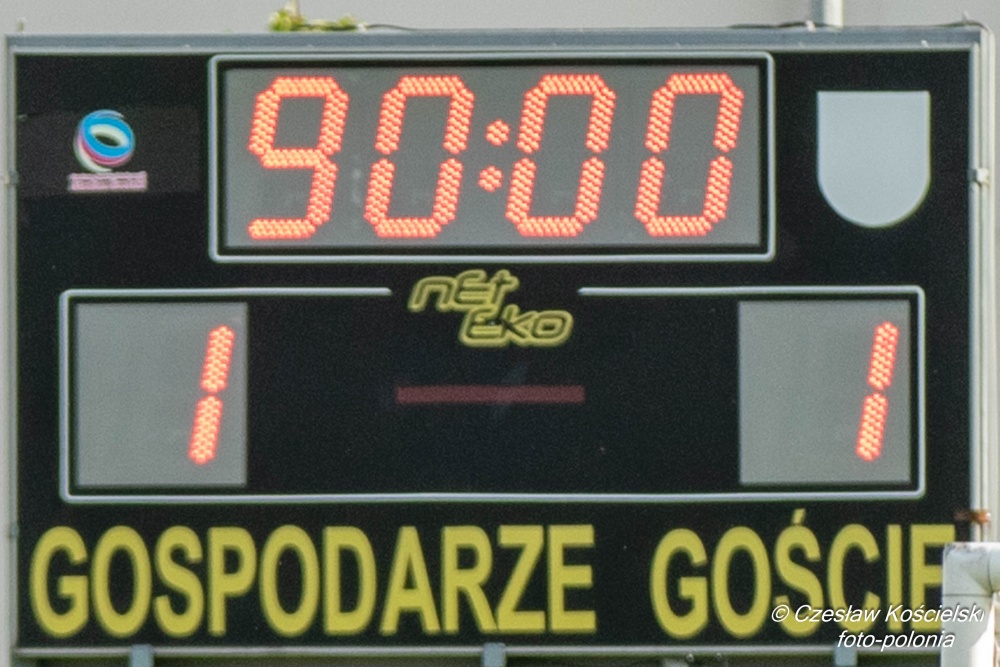 90:00
nEt
Eko
1 1
GOSPODARZE GOŚCIE
© Czesław Kościelski
foto-polonia